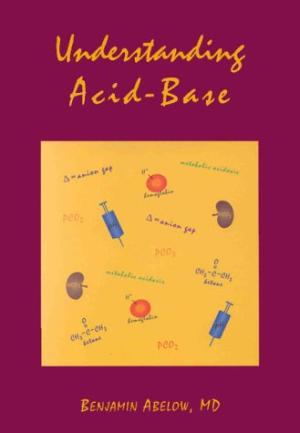 Understanding
Acid-Base
Δ = anion gap
H⁺
hemoglobin
metabolic acidosis
PCO₂
Δ = anion gap
PCO₂
metabolic acidosis
O
CH₃-C-CH₃
ketone
H⁺
hemoglobin
O
CH₃-C-CH₃
ketone
PCO₂
BENJAMIN ABELOW, MD